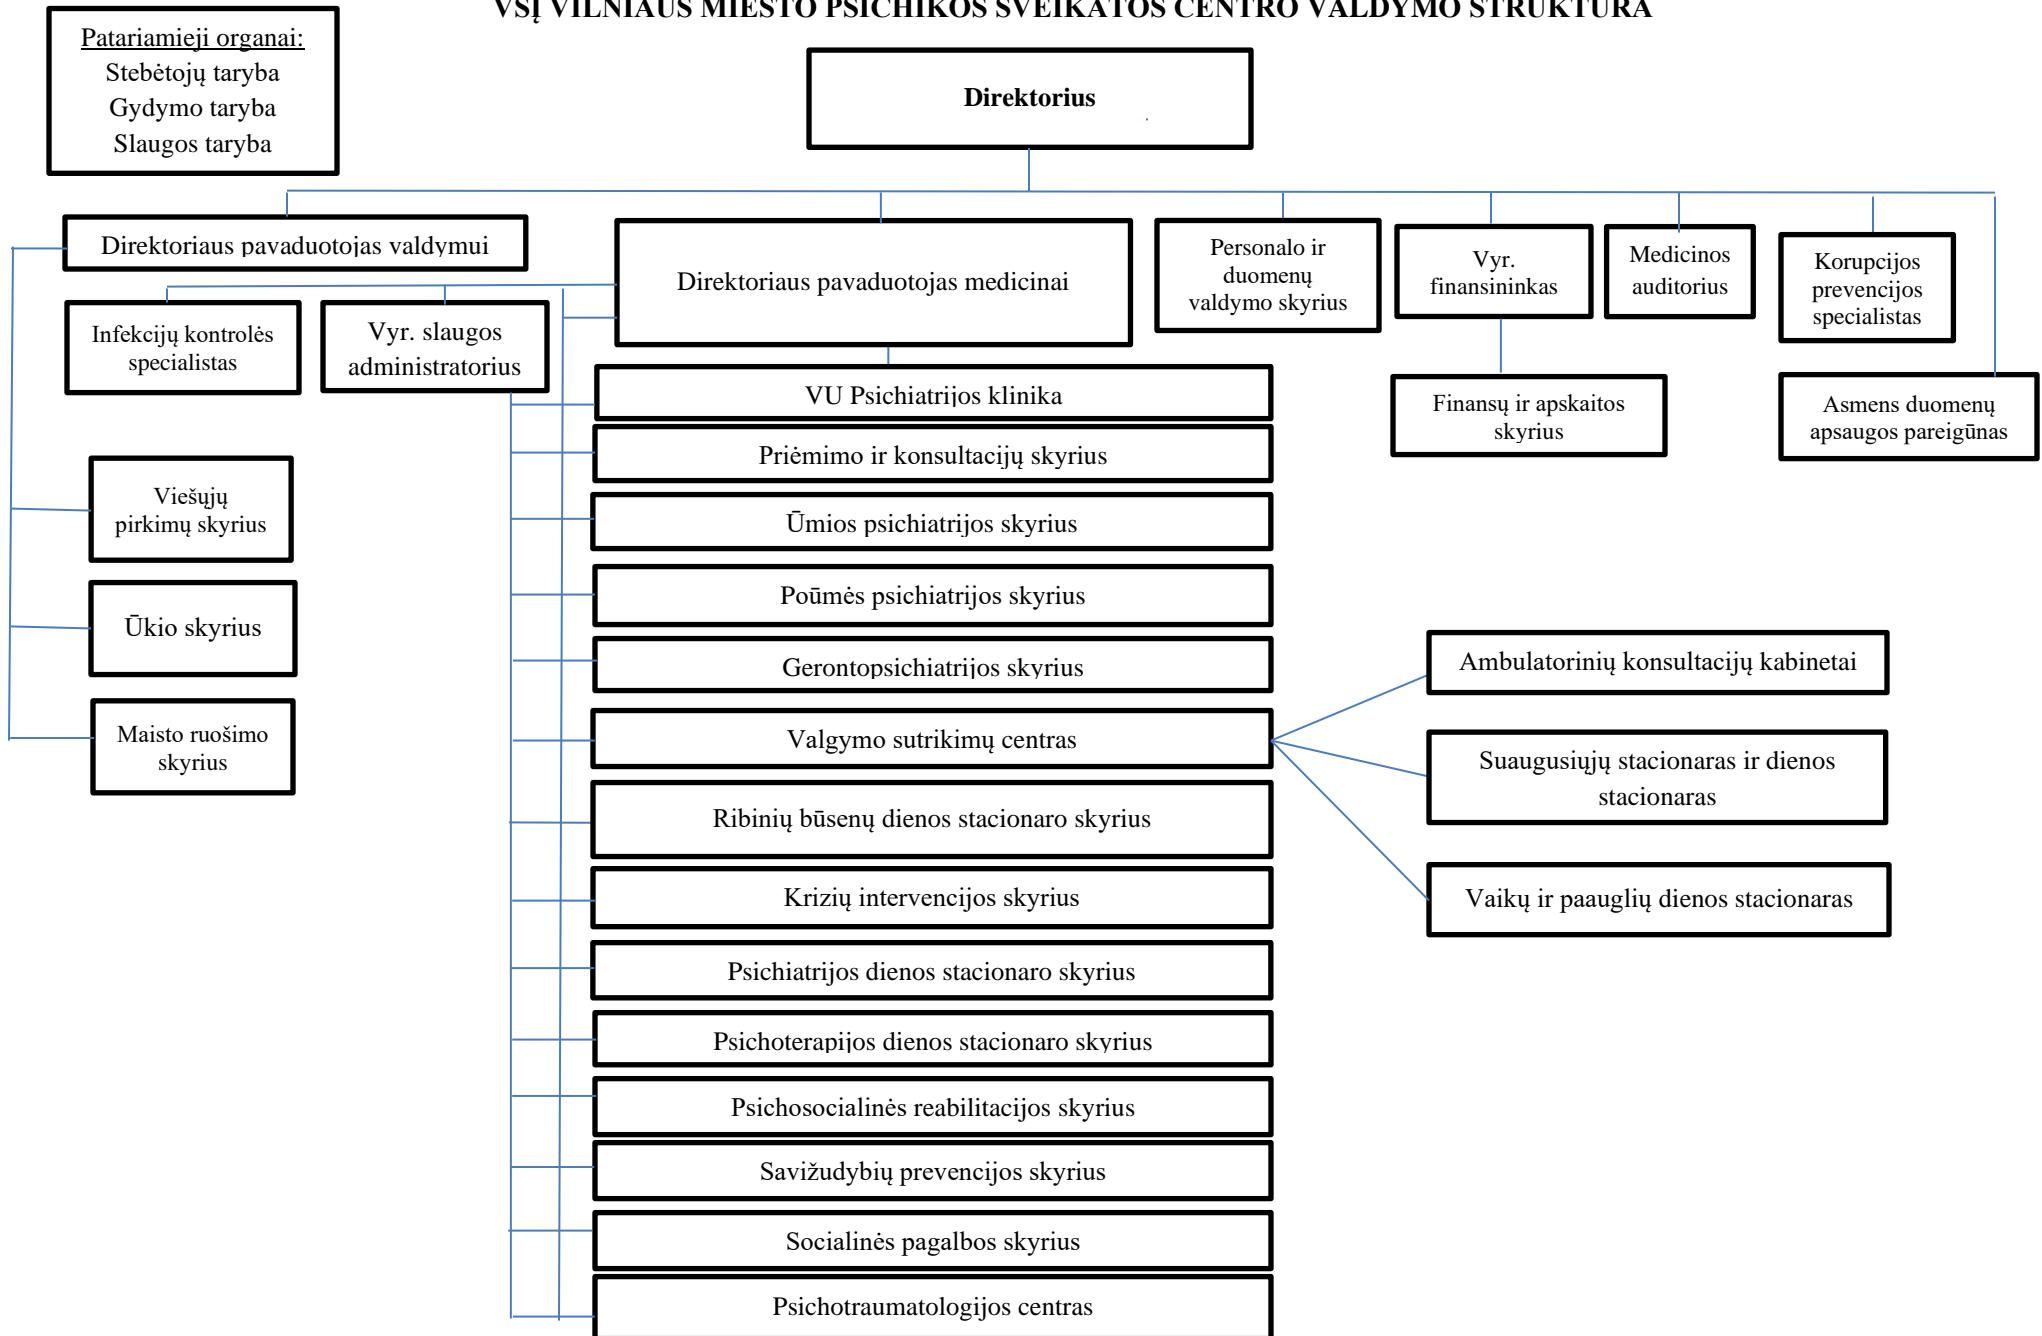 VŠĮ VILNIAUS MIESTO PSICHIKOS SVEIKATOS CENTRO VALDYMO STRUKTŪRA
Patariamieji organai:
Stebėtojų taryba
Gydymo taryba
Slaugos taryba
Direktorius
Direktoriaus pavaduotojas valdymui
Direktoriaus pavaduotojas medicinai
Personalo ir
duomenų
valdymo skyrius
Vyr.
finansininkas
Medicinos
auditorius
Korupcijos
prevencijos
specialistas
Infekcijų kontrolės
specialistas
Vyr. slaugos
administratorius
Finansų ir apskaitos
skyrius
Asmens duomenų
apsaugos pareigūnas
Viešųjų
pirkimų skyrius
Ūkio skyrius
Maisto ruošimo
skyrius
VU Psichiatrijos klinika
Priėmimo ir konsultacijų skyrius
Ūmios psichiatrijos skyrius
Poūmės psichiatrijos skyrius
Gerontopsichiatrijos skyrius
Valgymo sutrikimų centras
Ribinių būsenų dienos stacionaro skyrius
Krizių intervencijos skyrius
Psichiatrijos dienos stacionaro skyrius
Psichoterapijos dienos stacionaro skyrius
Psichosocialinės reabilitacijos skyrius
Savižudybių prevencijos skyrius
Socialinės pagalbos skyrius
Psichotraumatologijos centras
Ambulatorinių konsultacijų kabinetai
Suaugusiųjų stacionaras ir dienos
stacionaras
Vaikų ir paauglių dienos stacionaras